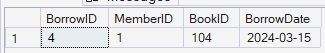 BorrowID MemberID BookID BorrowDate
1 4 1 104 2024-03-15